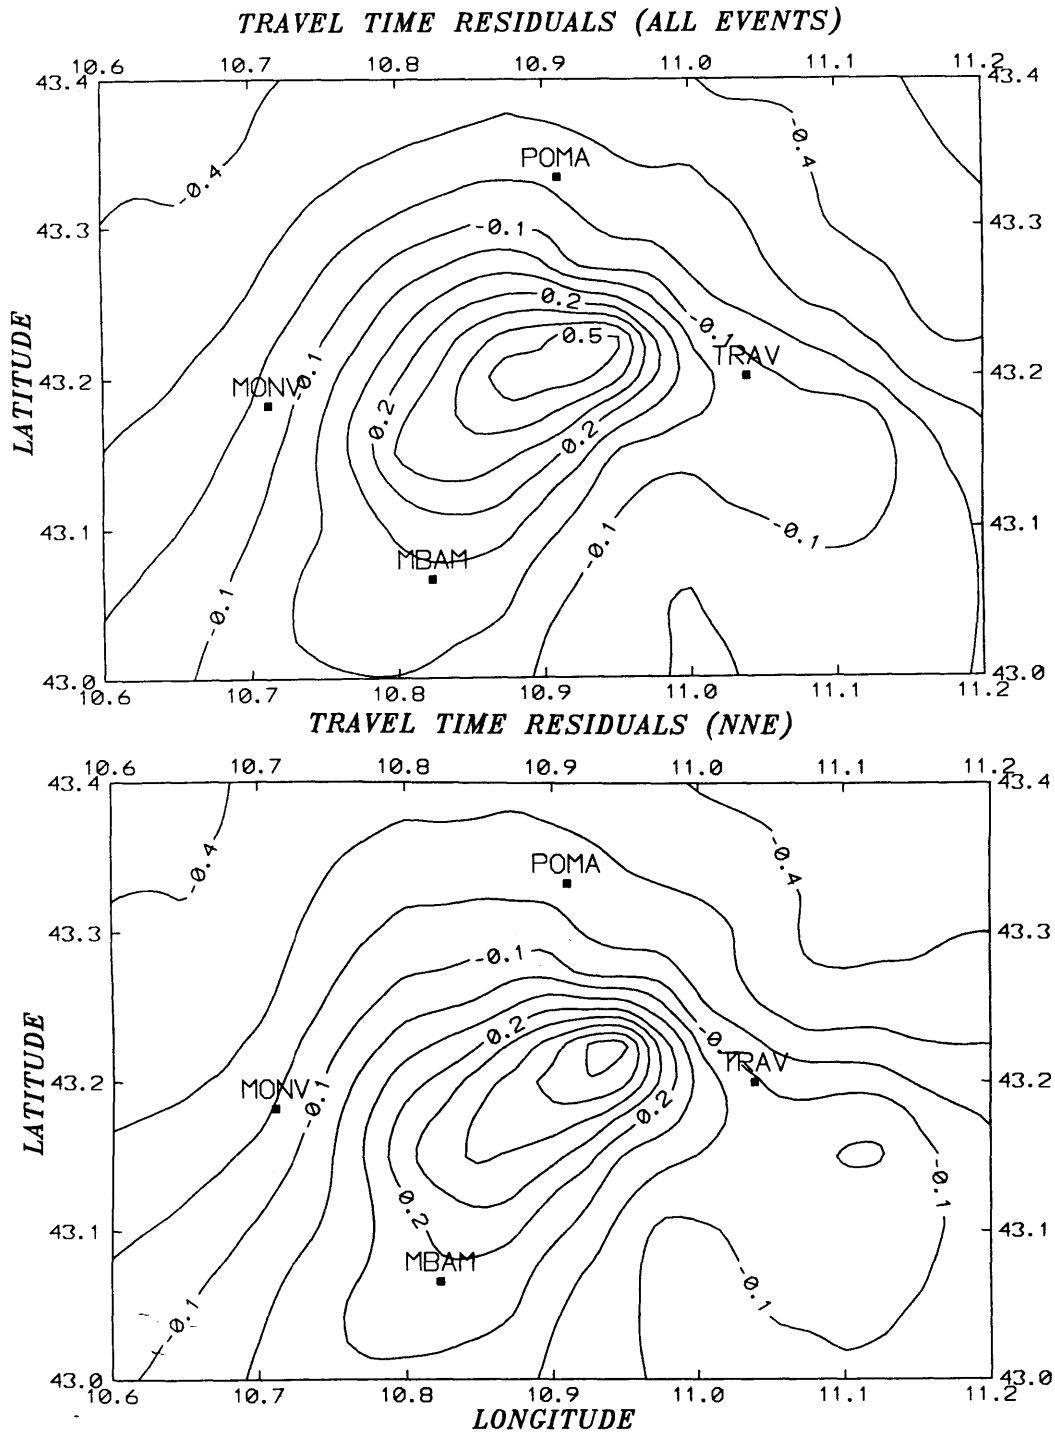 TRAVEL TIME RESIDUALS (ALL EVENTS)
10.6 10.7 10.8 10.9 11.0 11.1 11.2
43.4 43.4
-0.4
-0.4
POMA
43.3 -0.1 43.3
0.2
-0.1
0.5
TRAV
LATITUDE
-0.1
43.2 43.2
MONV
0.2
0.2
43.1 -0.1 -0.1 43.1
MBAM
-0.1
43.0 43.0
10.6 10.7 10.8 10.9 11.0 11.1 11.2
TRAVEL TIME RESIDUALS (NNE)
10.6 10.7 10.8 10.9 11.0 11.1 11.2
43.4 43.4
-0.4
-0.4
POMA
43.3 43.3
-0.1
0.2
-0
TRAV
LATITUDE
43.2 43.2
MONV
-0.1
0.2
-0.1
0.2
43.1 43.1
MBAM
-0.1
-0.1
43.0 43.0
10.6 10.7 10.8 10.9 11.0 11.1 11.2
LONGITUDE